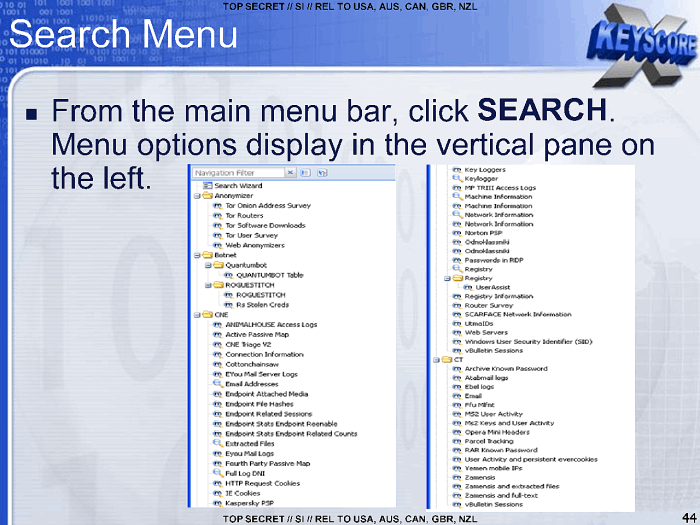 TOP SECRET // SI // REL TO USA, AUS, CAN, GBR, NZL
Search Menu
XKEYSCORE
From the main menu bar, click SEARCH.
Menu options display in the vertical pane on
the left.
Navigation Filter
Search Wizard
Anonymizer
Tor Onion Address Survey
Tor Routers
Tor Software Downloads
Tor User Survey
Web Anonymizers
Botnet
Quantumbot
QUANTUMBOT Table
ROGUESTITCH
ROGUESTITCH
Rs Stolen Creds
CNE
ANIMALHOUSE Access Logs
Active Passive Map
CNE Triage V2
Connection Information
Cottonchainsaw
EYou Mail Server Logs
Email Addresses
Endpoint Attached Media
Endpoint File Hashes
Endpoint Related Sessions
Endpoint Stats Endpoint Reenable
Endpoint Stats Endpoint Related Counts
Extracted Files
Eyou Mail Logs
Fourth Party Passive Map
Full Log DNI
HTTP Request Cookies
IE Cookies
Kaspersky PSP
Key Loggers
Keylogger
MP TRIII Access Logs
Machine Information
Machine Information
Network Information
Network Information
Norton PSP
Odnoklassniki
Odnoklassniki
Passwords in RDP
Registry
Registry
UserAssist
Registry Information
Router Survey
SCARFACE Network Information
UtmaIDs
Web Servers
Windows User Security Identifier (SID)
vBulletin Sessions
CT
Archive Known Password
Atabmail logs
Ebel logs
Email
Ffu Mfnt
MS2 User Activity
Ms2 Keys and User Activity
Opera Mini Headers
Parcel Tracking
RAR Known Password
User Activity and persistent evercookies
Yemen mobile IPs
Zawensis
Zawensis and extracted files
Zawensis and full-text
vBulletin Sessions
TOP SECRET // SI // REL TO USA, AUS, CAN, GBR, NZL
44